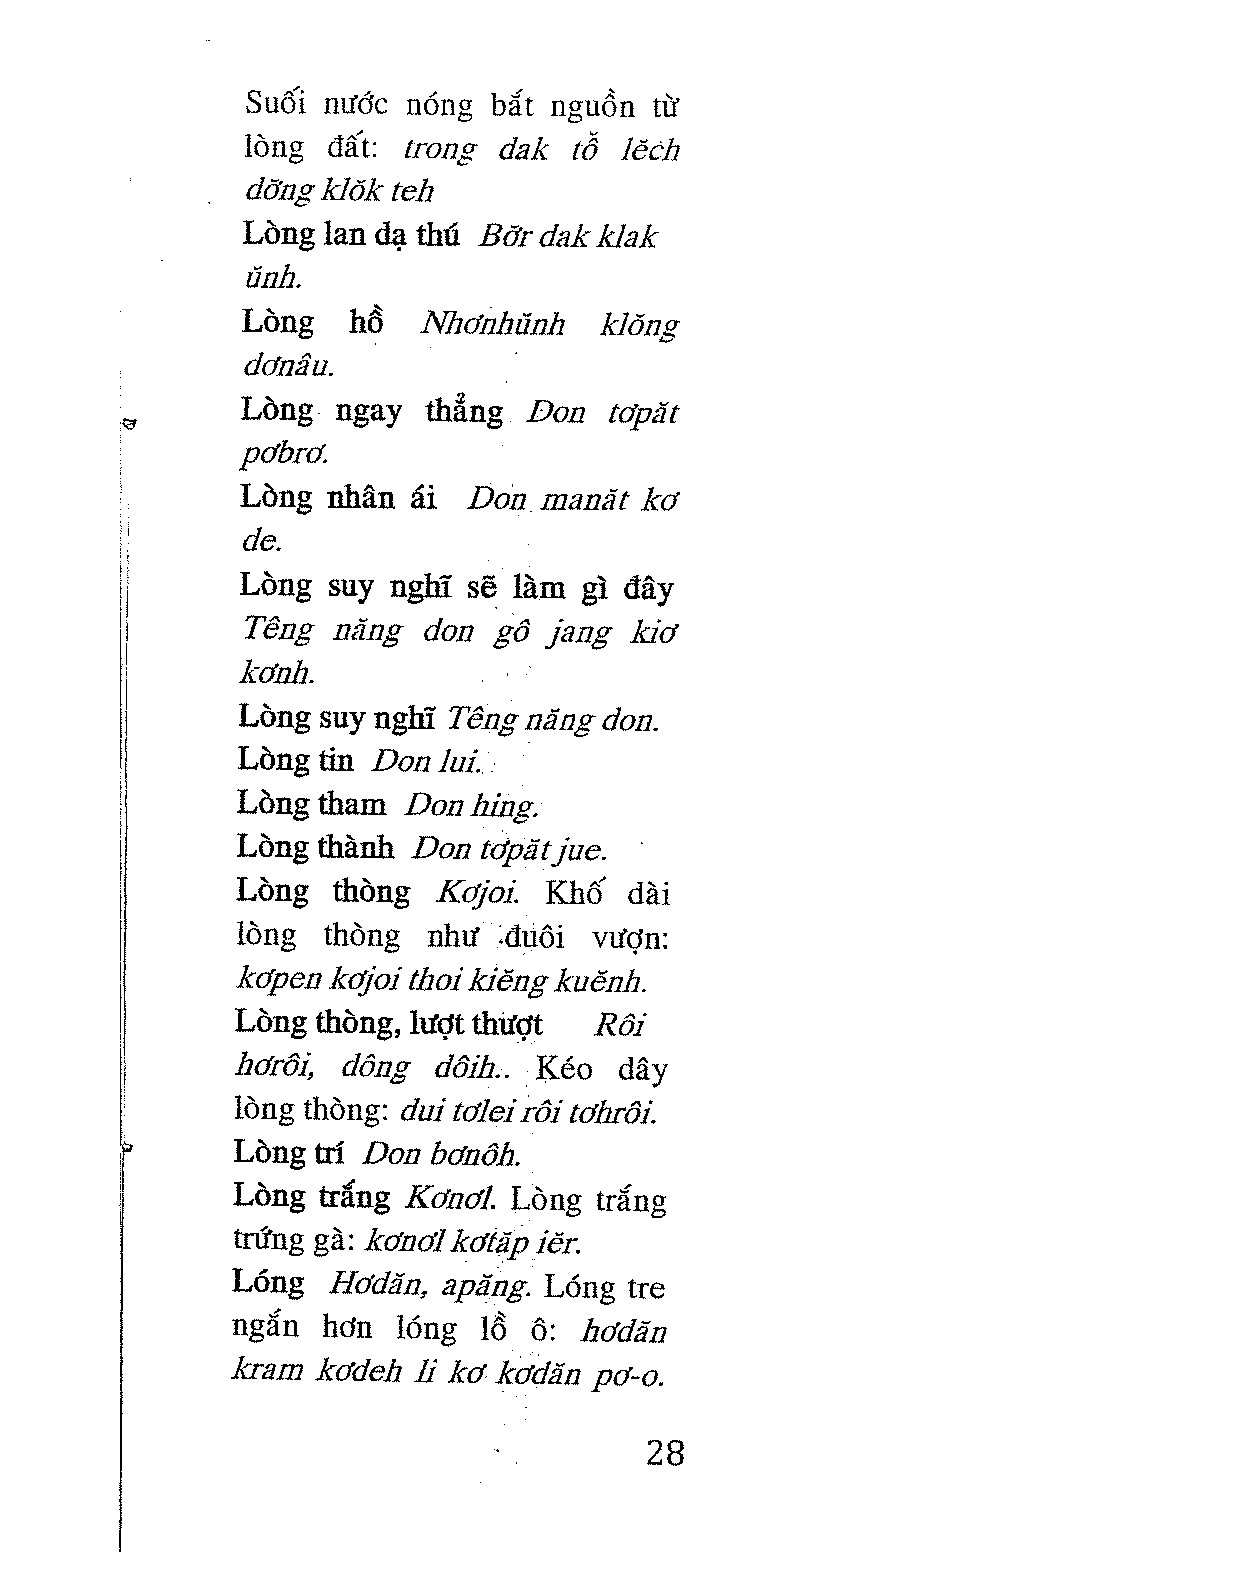 Suối nước nóng bắt nguồn từ
lòng đất: trong dak tỗ lĕch
dơ̆ng klŏk teh
Lòng lan dạ thú Bơ̆r dak klak
ŭnh.
Lòng hồ Nhơnhŭnh klŏng
dơnâu.
Lòng ngay thẳng Đon tơpăt
pơbrơ.
Lòng nhân ái Don manăt kơ
de.
Lòng suy nghĩ sẽ làm gì đây
Têng năng don gô jang kiơ
kơnh.
Lòng suy nghĩ Têng năng don.
Lòng tin Don lui.
Lòng tham Don hing.
Lòng thành Don tơpăt jue.
Lòng thòng Kơjoi. Khố dài
lòng thòng như đuôi vượn:
kơpen kơjoi thoi kiĕng kuĕnh.
Lòng thòng, lượt thượt Rôi
hơrôi, dông dôih.. Kéo dây
lòng thòng: dui tơlei rôi tơhrôi.
Lòng trí Don bơnôh.
Lòng trắng Kơnơl. Lòng trắng
trứng gà: kơnơl kơtăp iĕr.
Lóng Hơdăn, apăng. Lóng tre
ngắn hơn lóng lồ ô: hơdăn
kram kơdeh lĭ kơ kơdăn pơ-o.
28